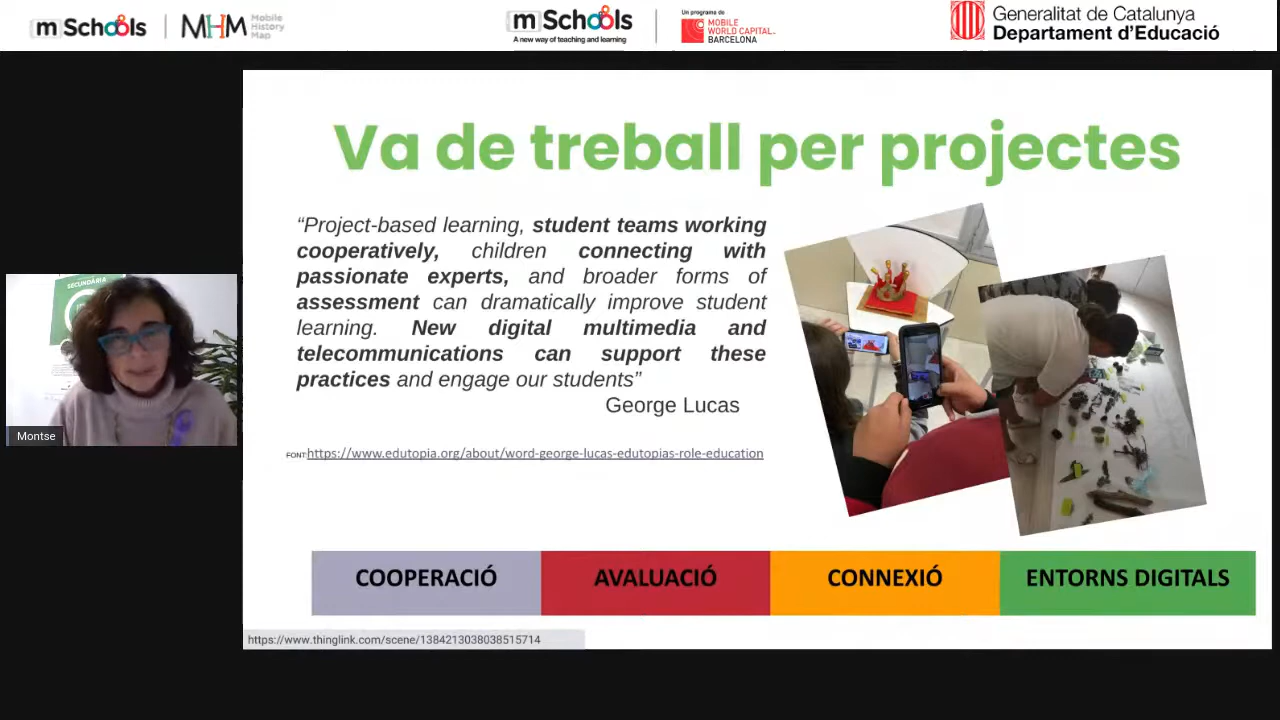 mSchools
MHM
Mobile
History
Map
mSchools
A new way of teaching and learning
Un programa de
MOBILE
WORLD CAPITAL
BARCELONA
Generalitat de Catalunya
Departament d'Educació
Va de treball per projectes
“Project-based learning, student teams working
cooperatively, children connecting with
passionate experts, and broader forms of
assessment can dramatically improve student
learning. New digital multimedia and
telecommunications can support these
practices and engage our students”
George Lucas
FONT:https://www.edutopia.org/about/word-george-lucas-edutopias-role-education
SECUNDÀRIA
Montse
COOPERACIÓ
AVALUACIÓ
CONNEXIÓ
ENTORNS DIGITALS
https://www.thinglink.com/scene/1384213038038515714